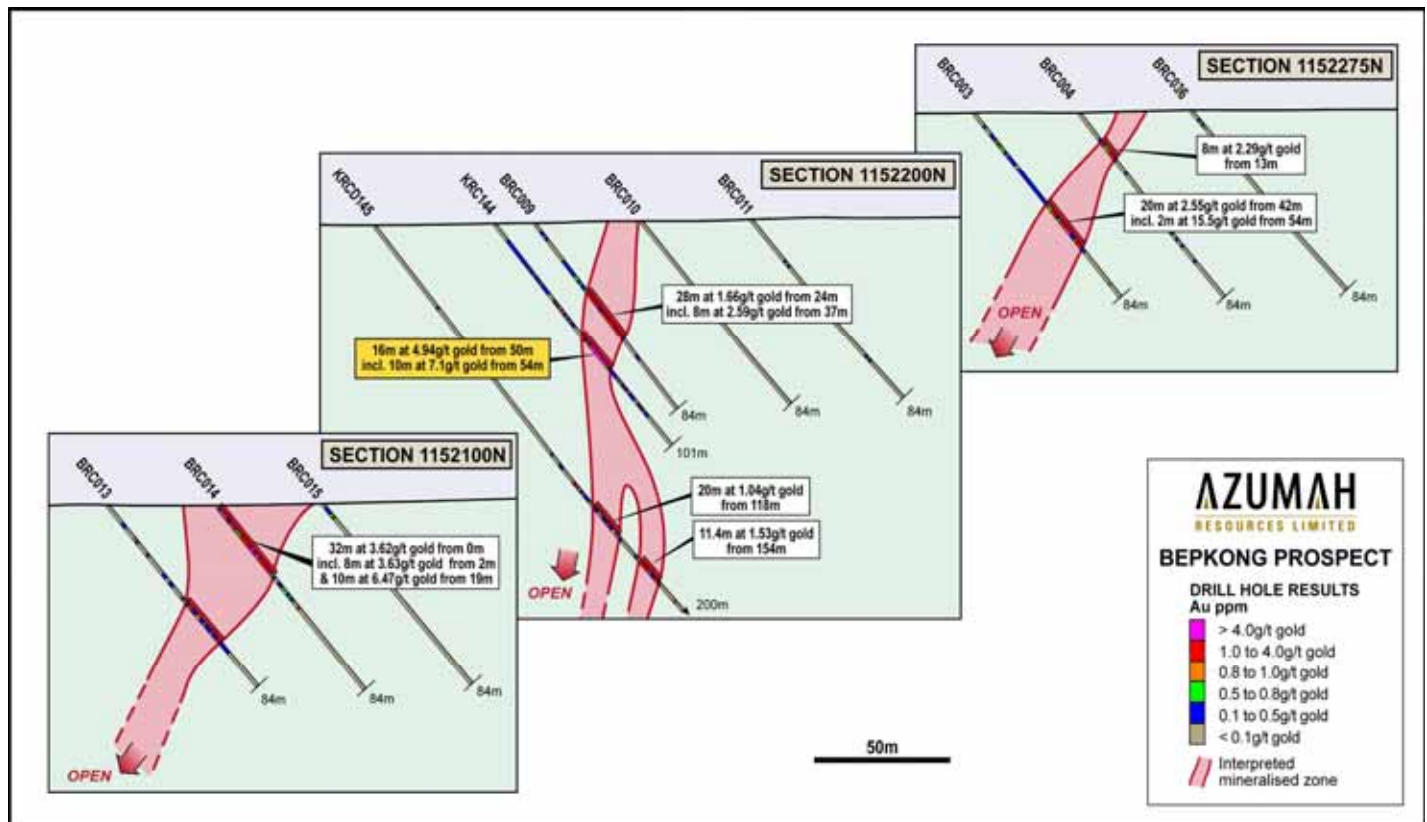 SECTION 1152275N
BRC003
BRC004
BRC036
8m at 2.29g/t gold
from 13m
20m at 2.55g/t gold from 42m
incl. 2m at 15.5g/t gold from 54m
84m
84m
84m
OPEN
SECTION 1152200N
KRCD145
KRC144
BRC009
BRC010
BRC011
28m at 1.66g/t gold from 24m
incl. 8m at 2.59g/t gold from 37m
16m at 4.94g/t gold from 50m
incl. 10m at 7.1g/t gold from 54m
84m
84m
84m
101m
20m at 1.04g/t gold
from 118m
11.4m at 1.53g/t gold
from 154m
OPEN
200m
SECTION 1152100N
BRC013
BRC014
BRC015
32m at 3.62g/t gold from 0m
incl. 8m at 3.63g/t gold from 2m
& 10m at 6.47g/t gold from 19m
84m
84m
84m
OPEN
50m
AZUMAH
RESOURCES LIMITED
BEPKONG PROSPECT
DRILL HOLE RESULTS
Au ppm
> 4.0g/t gold
1.0 to 4.0g/t gold
0.8 to 1.0g/t gold
0.5 to 0.8g/t gold
0.1 to 0.5g/t gold
< 0.1g/t gold
Interpreted
mineralised zone